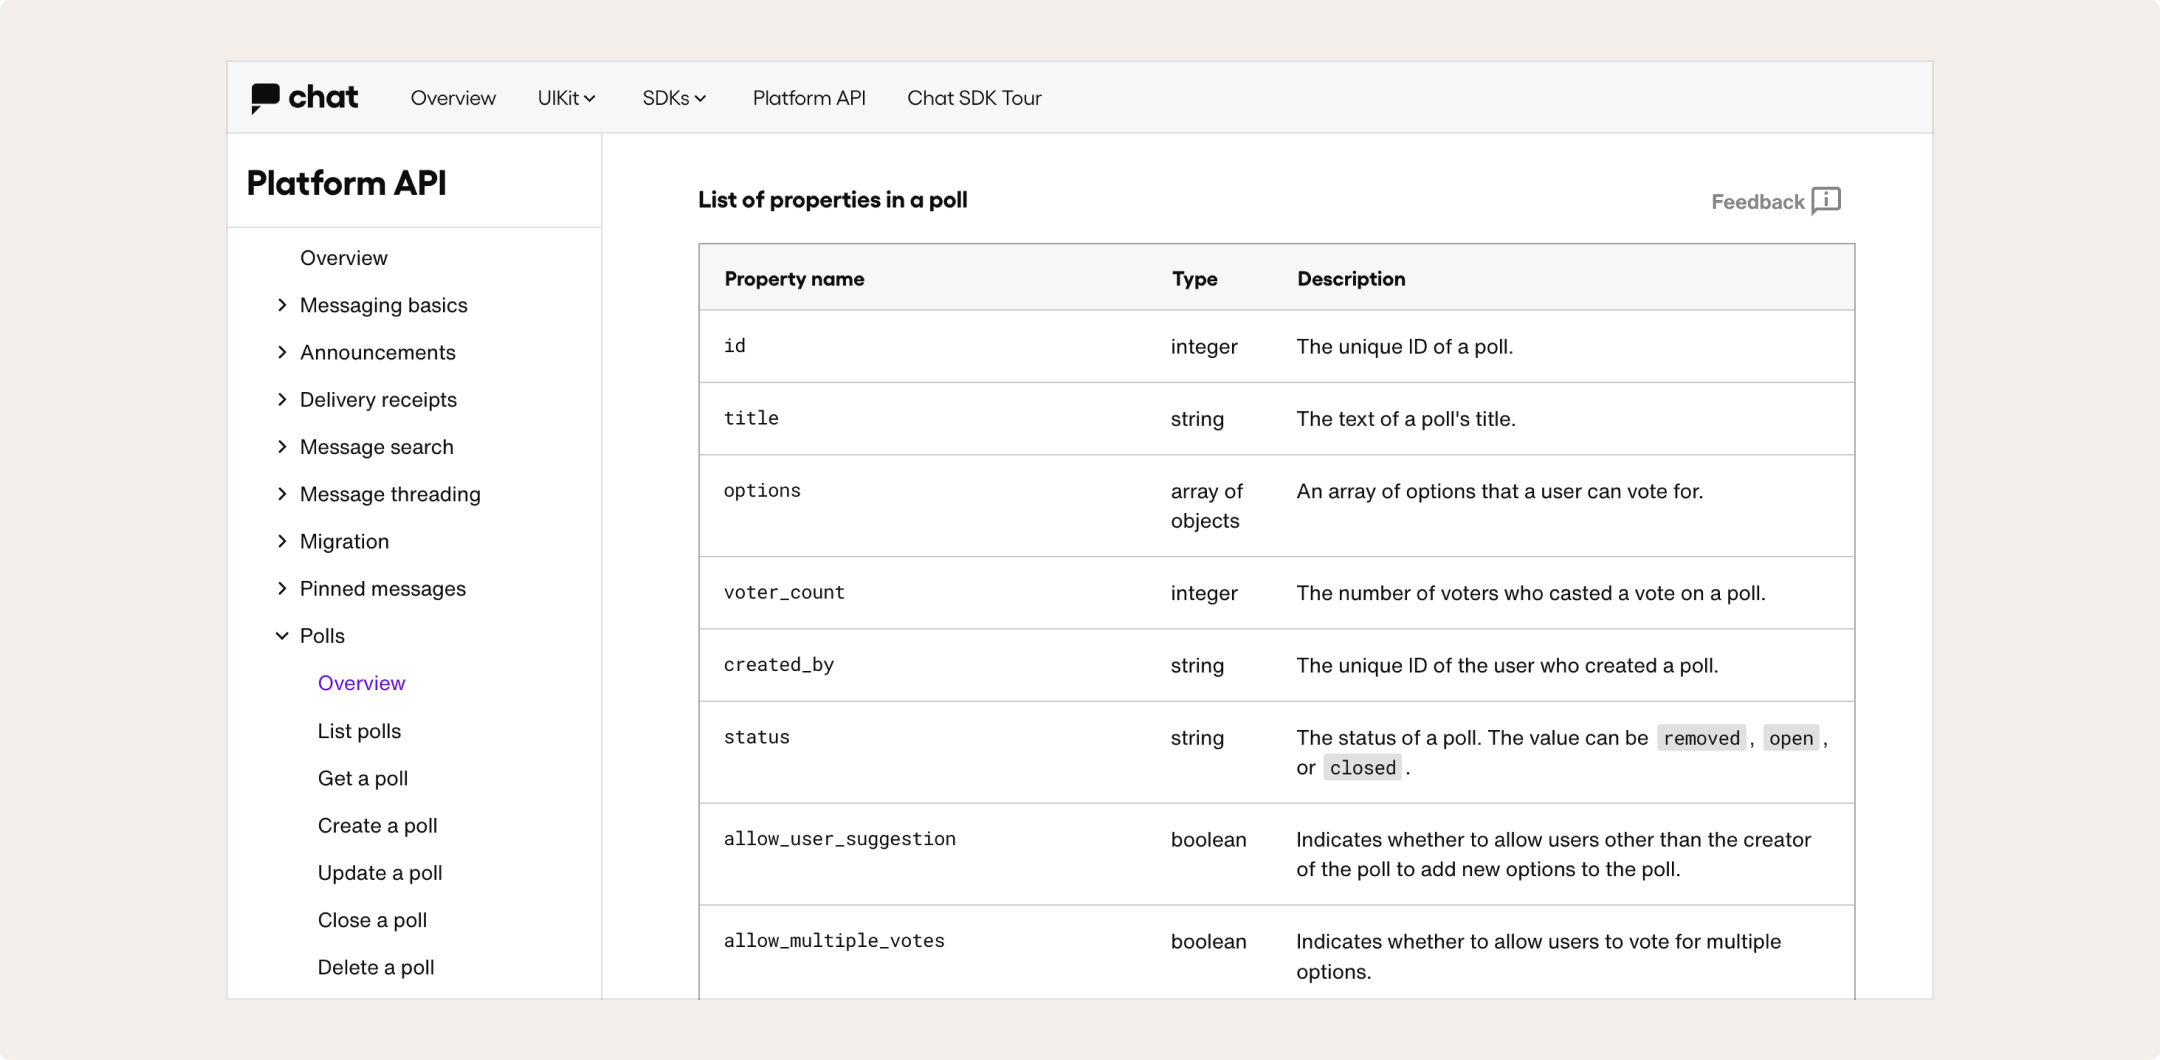 chat Overview UIKit SDKs Platform API Chat SDK Tour
Platform API
Overview
Messaging basics
Announcements
Delivery receipts
Message search
Message threading
Migration
Pinned messages
Polls
Overview
List polls
Get a poll
Create a poll
Update a poll
Close a poll
Delete a poll
List of properties in a poll
Feedback
Property name Type Description
id integer The unique ID of a poll.
title string The text of a poll's title.
options array of An array of options that a user can vote for.
objects
voter_count integer The number of voters who casted a vote on a poll.
created_by string The unique ID of the user who created a poll.
status string The status of a poll. The value can be removed, open,
or closed.
allow_user_suggestion boolean Indicates whether to allow users other than the creator
of the poll to add new options to the poll.
allow_multiple_votes boolean Indicates whether to allow users to vote for multiple
options.